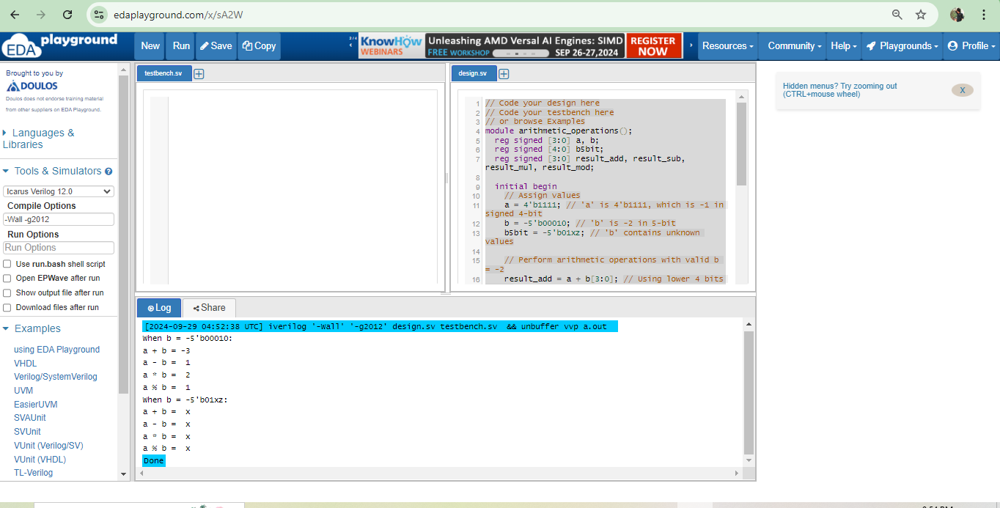 edaplayground.com/x/sA2W
EDA playground
New
Run
Save
Copy
KnowHow
WEBINARS
Unleashing AMD Versal AI Engines: SIMD
FREE WORKSHOP
SEP 26-27,2024
REGISTER
NOW
Resources
Community
Help
Playgrounds
Profile
Brought to you by
DOULOS
Doulos does not endorse training material
from other suppliers on EDA Playground.
Languages &
Libraries
Tools & Simulators
Icarus Verilog 12.0
Compile Options
-Wall -g2012
Run Options
Run Options
Use run.bash shell script
Open EPWave after run
Show output file after run
Download files after run
Examples
using EDA Playground
VHDL
Verilog/SystemVerilog
UVM
EasierUVM
SVAUnit
SVUnit
VUnit (Verilog/SV)
VUnit (VHDL)
TL-Verilog
testbench.sv
design.sv
1 // Code your design here
2 // Code your testbench here
3 // or browse Examples
4 module arithmetic_operations();
5 reg signed [3:0] a, b;
6 reg signed [4:0] b5bit;
7 reg signed [3:0] result_add, result_sub,
result_mul, result_mod;
8
9 initial begin
10 // Assign values
11 a = 4'b1111; // 'a' is 4'b1111, which is -1 in
signed 4-bit
12 b = -5'b00010; // 'b' is -2 in 5-bit
13 b5bit = -5'b01xz; // 'b' contains unknown
values
14
15 // Perform arithmetic operations with valid b
= -2
16 result_add = a + b[3:0]; // Using lower 4 bits
Hidden menus? Try zooming out
(CTRL+mouse wheel)
X
Log
Share
[2024-09-29 04:52:38 UTC] iverilog '-Wall' '-g2012' design.sv testbench.sv && unbuffer vvp a.out
When b = -5'b00010:
a + b = -3
a - b = 1
a * b = 2
a % b = 1
When b = -5'b01xz:
a + b = x
a - b = x
a * b = x
a % b = x
Done